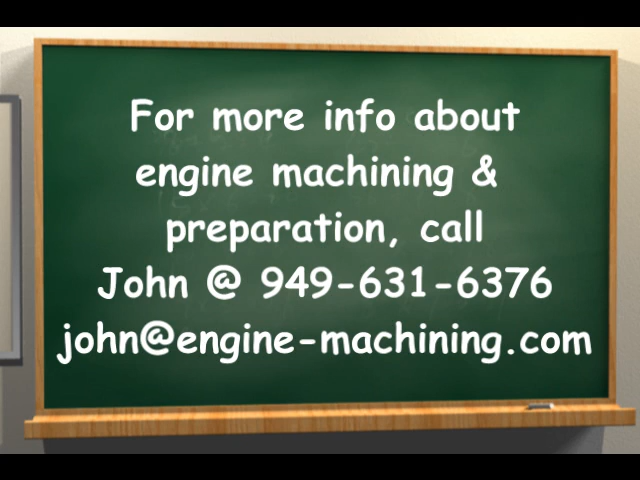 For more info about
engine machining &
preparation, call
John @ 949-631-6376
john@engine-machining.com